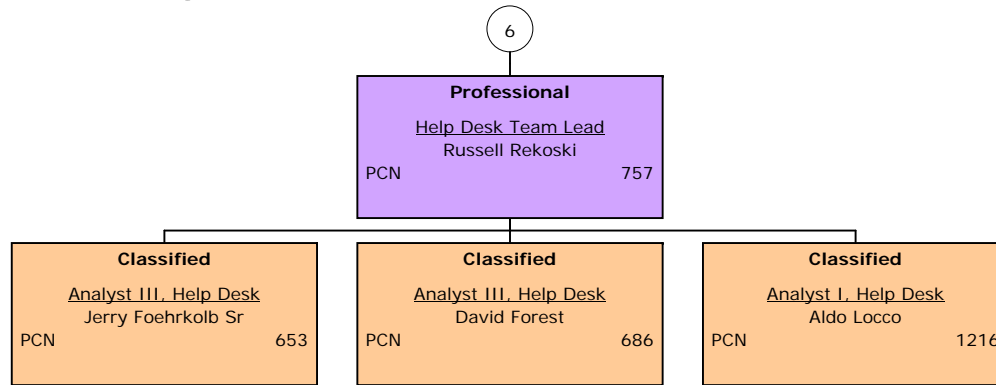 6
Professional
Help Desk Team Lead
Russell Rekoski
PCN 757
Classified
Analyst III, Help Desk
Jerry Foehrkolb Sr
PCN 653
Classified
Analyst III, Help Desk
David Forest
PCN 686
Classified
Analyst I, Help Desk
Aldo Locco
PCN 1216